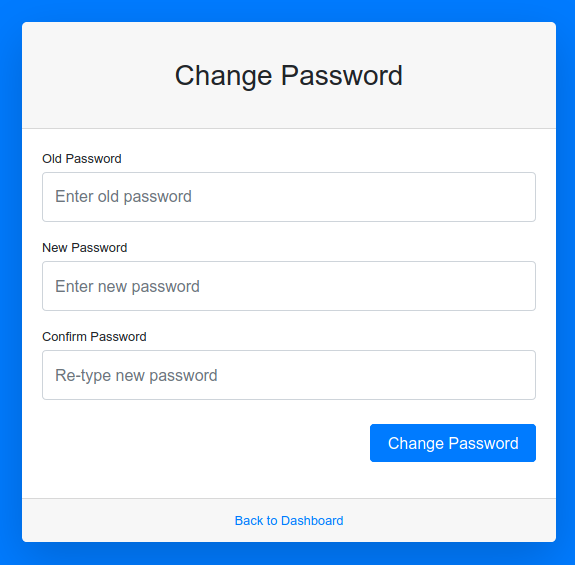 Change Password
Old Password
Enter old password
New Password
Enter new password
Confirm Password
Re-type new password
Change Password
Back to Dashboard